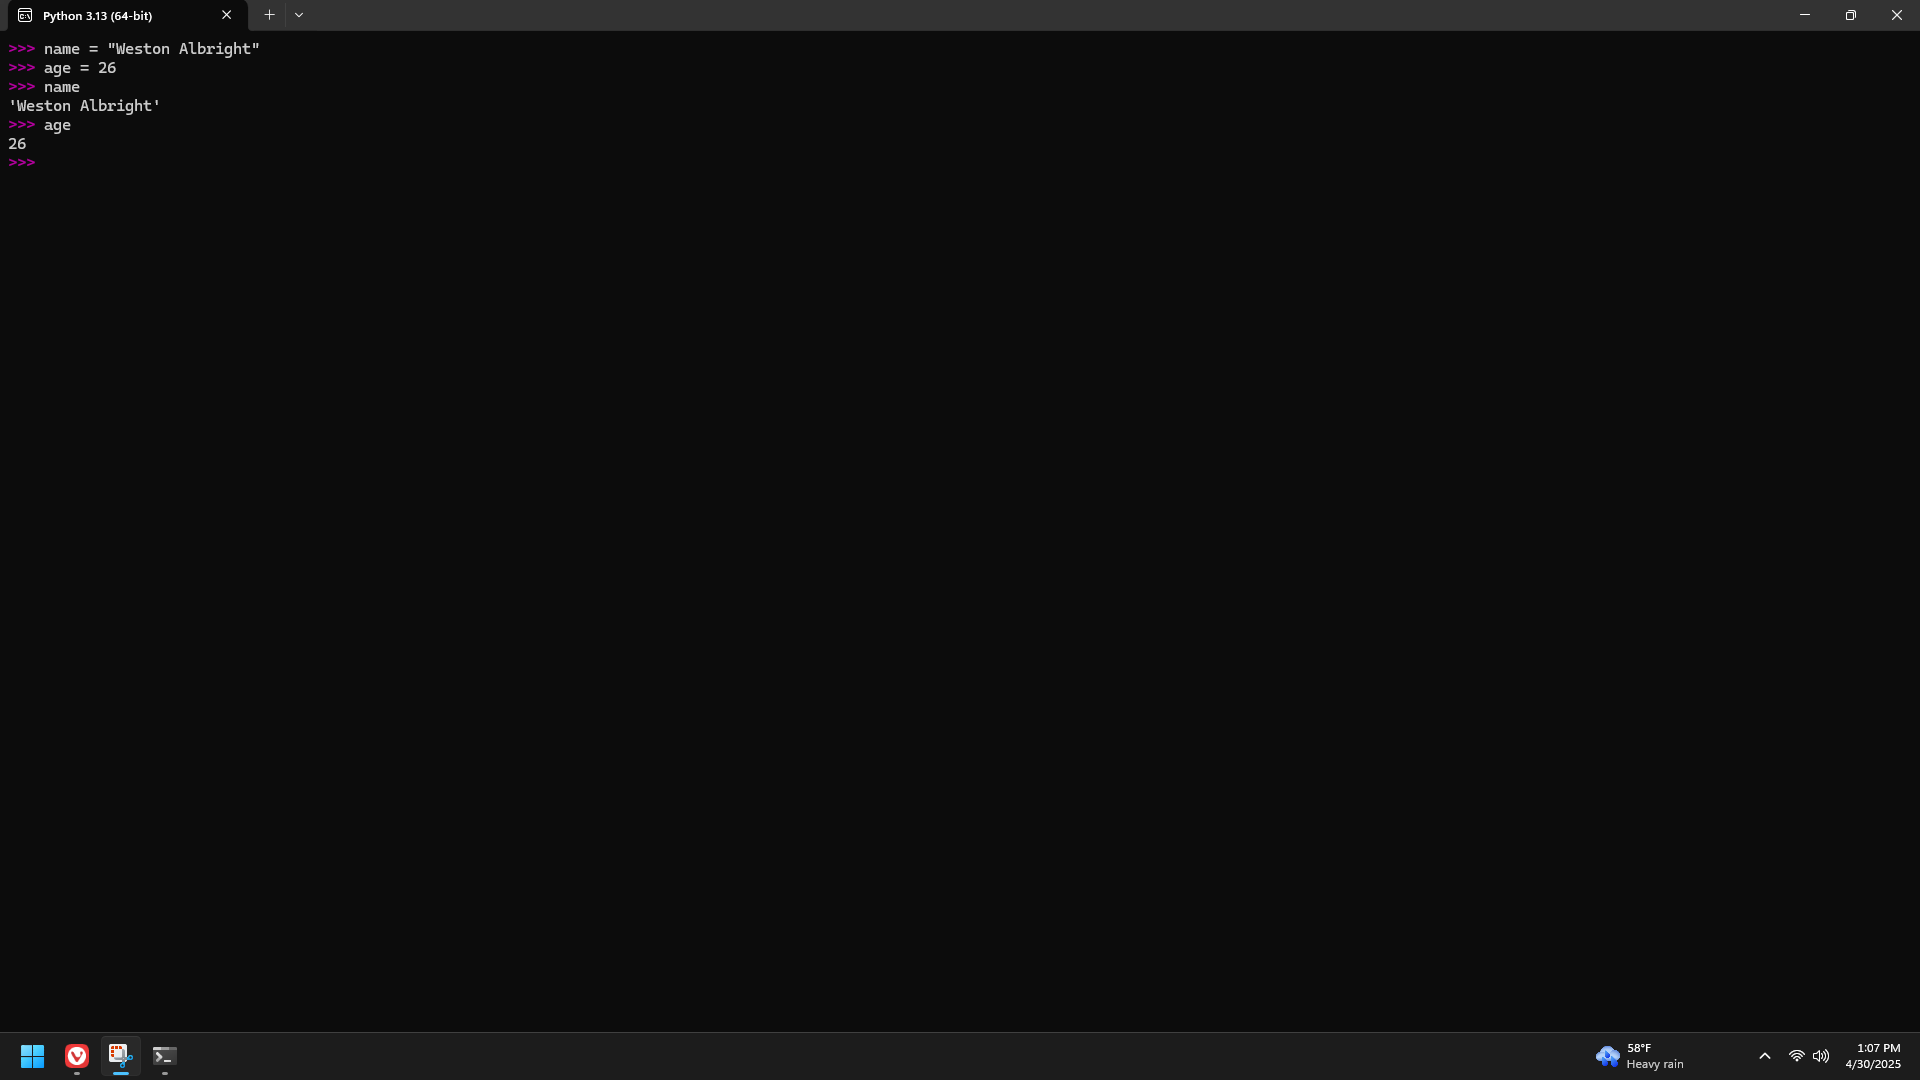 Python 3.13 (64-bit)
>>> name = "Weston Albright"
>>> age = 26
>>> name
'Weston Albright'
>>> age
26
>>>
58°F
Heavy rain
1:07 PM
4/30/2025